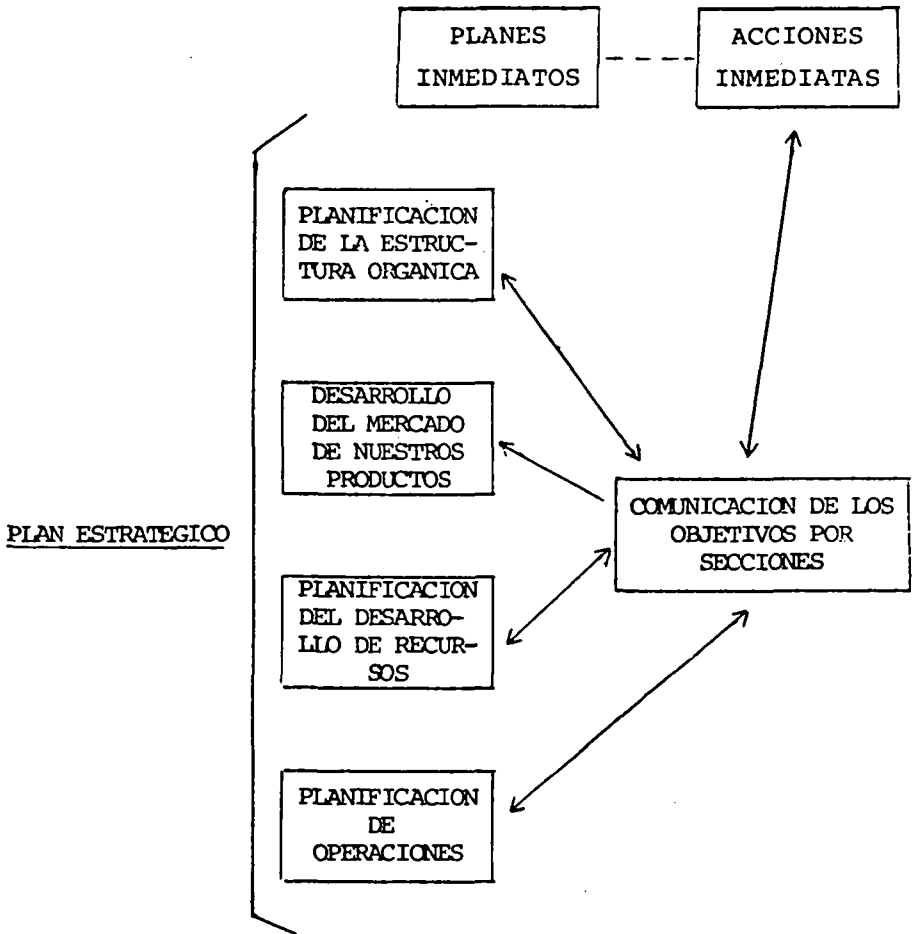 PLANES
INMEDIATOS
ACCIONES
INMEDIATAS
PLANIFICACION
DE LA ESTRUC-
TURA ORGANICA
DESARROLLO
DEL MERCADO
DE NUESTROS
PRODUCTOS
PLAN ESTRATEGICO
COMUNICACION DE LOS
OBJETIVOS POR
SECCIONES
PLANIFICACION
DEL DESARRO-
LLO DE RECUR-
SOS
PLANIFICACION
DE
OPERACIONES